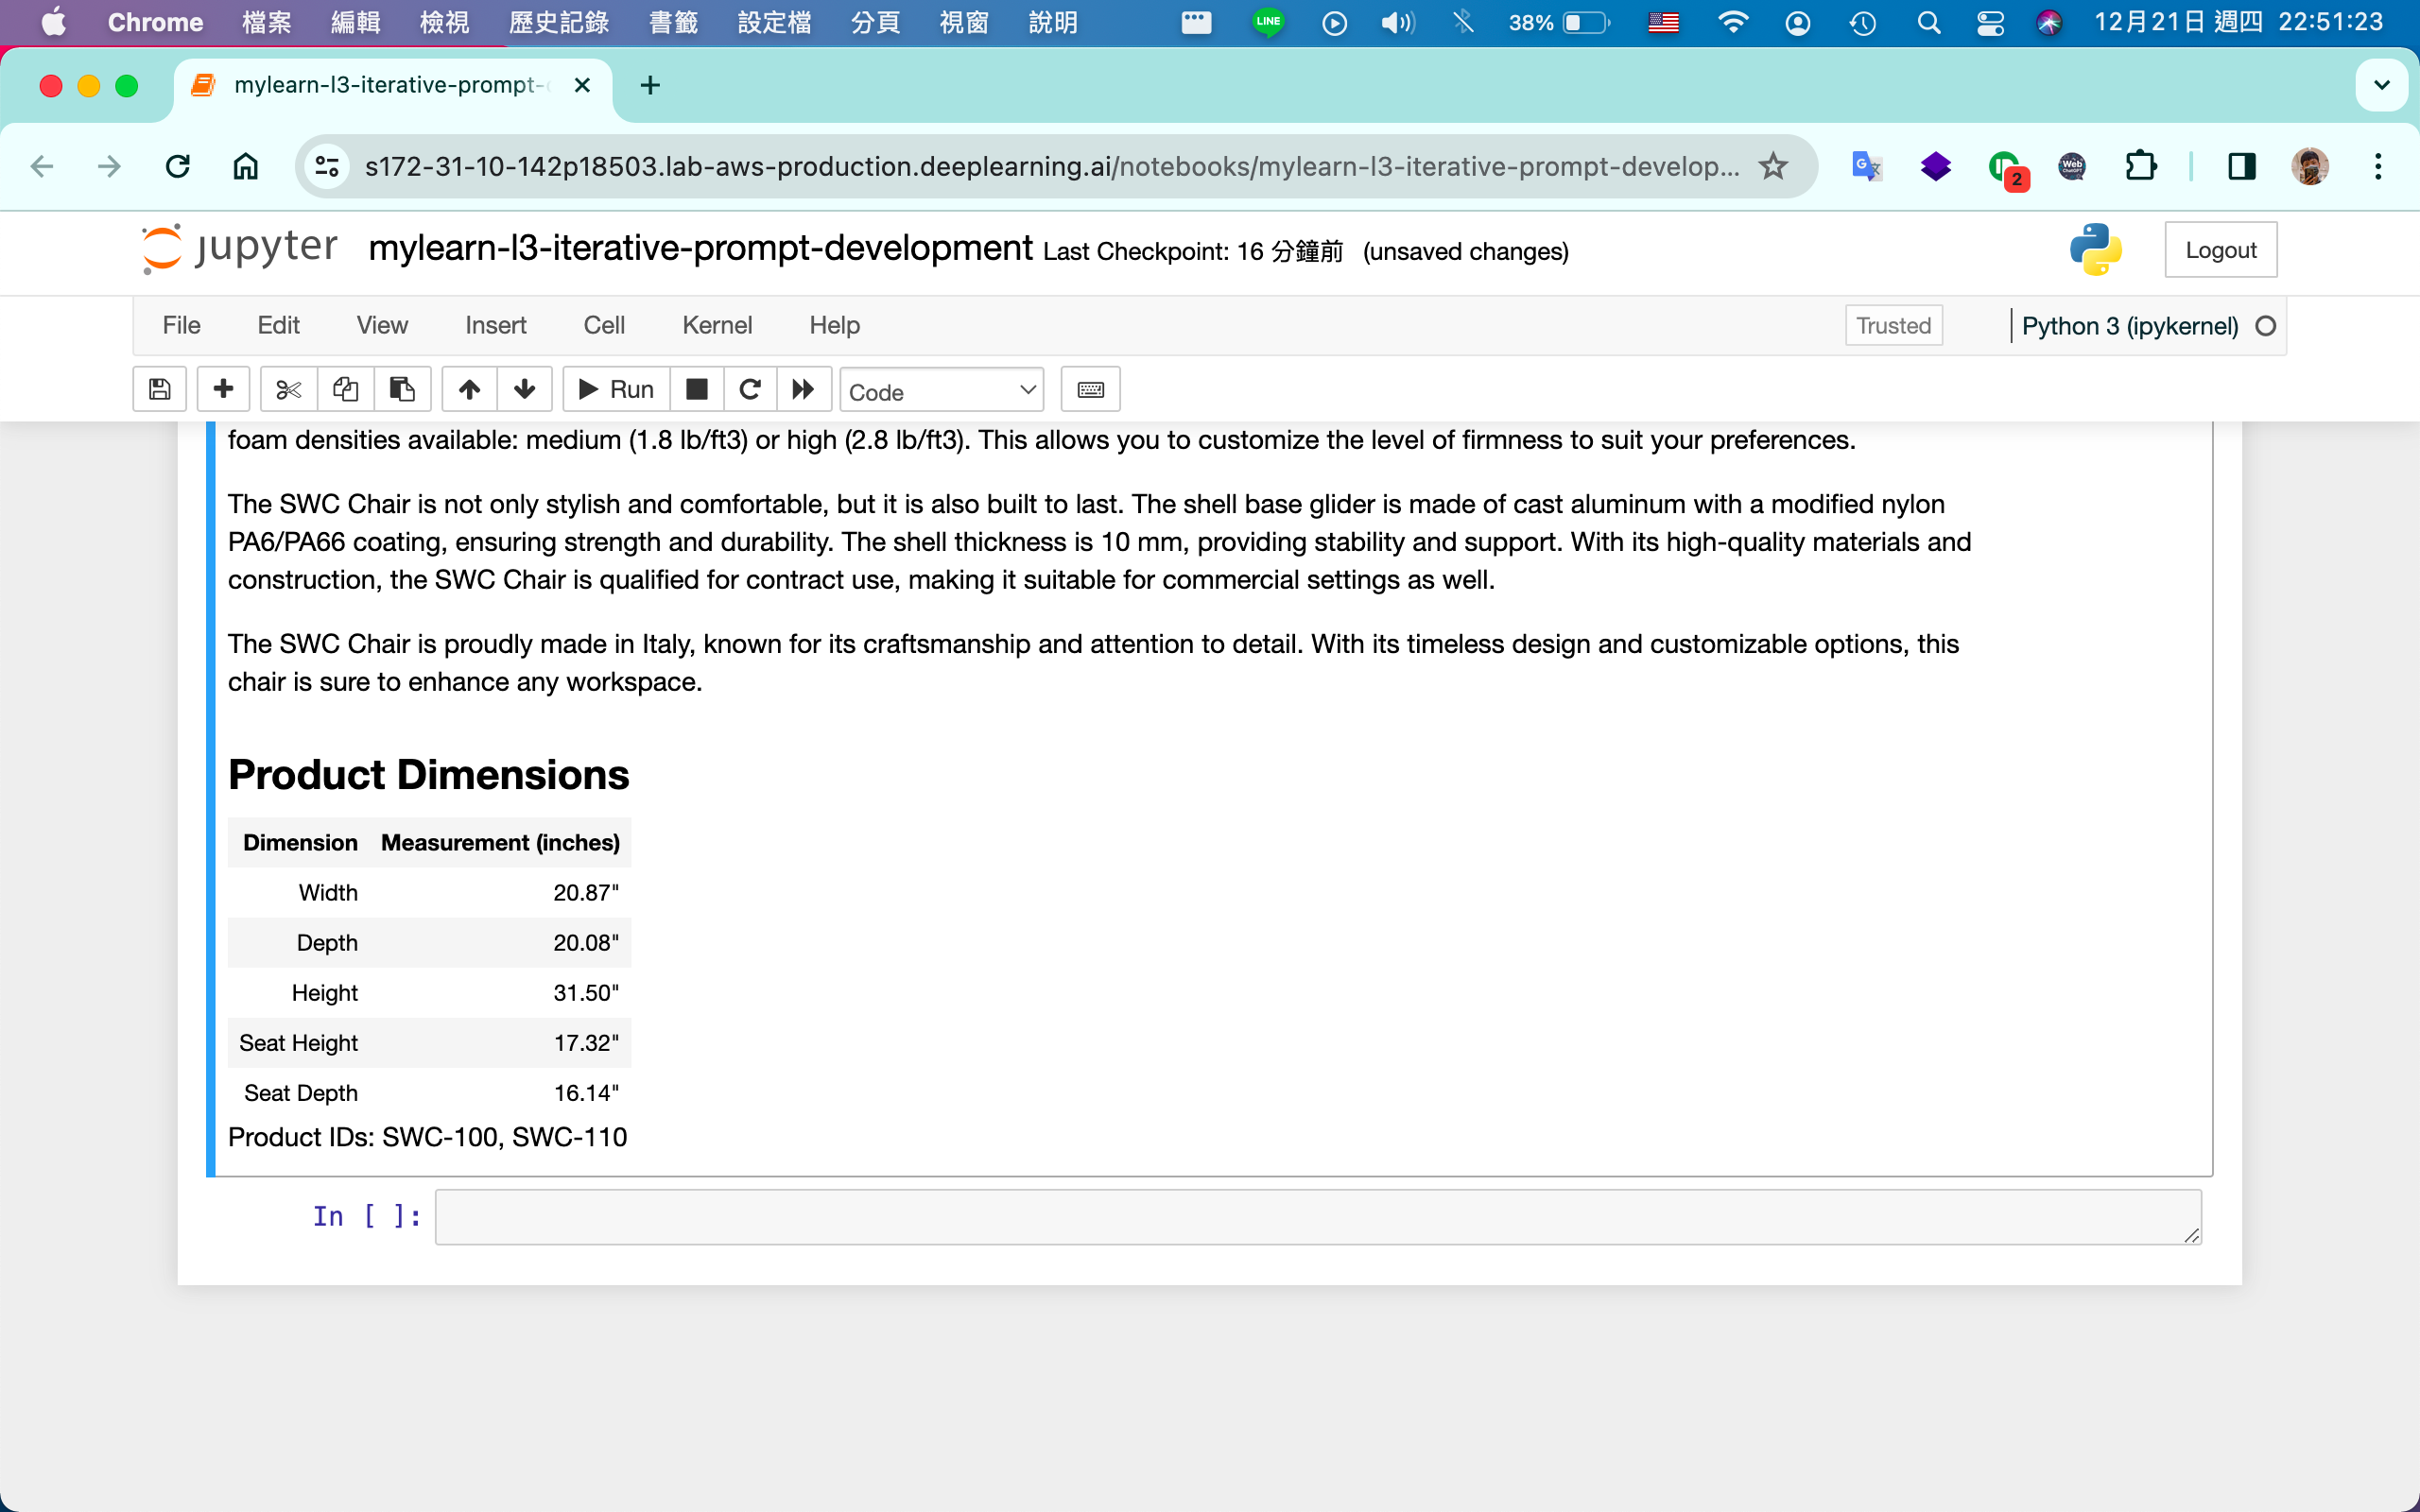 Chrome 檔案 編輯 檢視 歷史記錄 書籤 設定檔 分頁 視窗 說明 LINE 38% 12月21日 週四 22:51:23
mylearn-l3-iterative-prompt-
s172-31-10-142p18503.lab-aws-production.deeplearning.ai/notebooks/mylearn-l3-iterative-prompt-develop... 2
jupyter mylearn-l3-iterative-prompt-development Last Checkpoint: 16 分鐘前 (unsaved changes) Logout
File Edit View Insert Cell Kernel Help Trusted Python 3 (ipykernel)
Run Code
foam densities available: medium (1.8 lb/ft3) or high (2.8 lb/ft3). This allows you to customize the level of firmness to suit your preferences.
The SWC Chair is not only stylish and comfortable, but it is also built to last. The shell base glider is made of cast aluminum with a modified nylon
PA6/PA66 coating, ensuring strength and durability. The shell thickness is 10 mm, providing stability and support. With its high-quality materials and
construction, the SWC Chair is qualified for contract use, making it suitable for commercial settings as well.
The SWC Chair is proudly made in Italy, known for its craftsmanship and attention to detail. With its timeless design and customizable options, this
chair is sure to enhance any workspace.
Product Dimensions
Dimension Measurement (inches)
Width 20.87"
Depth 20.08"
Height 31.50"
Seat Height 17.32"
Seat Depth 16.14"
Product IDs: SWC-100, SWC-110
In [ ]: